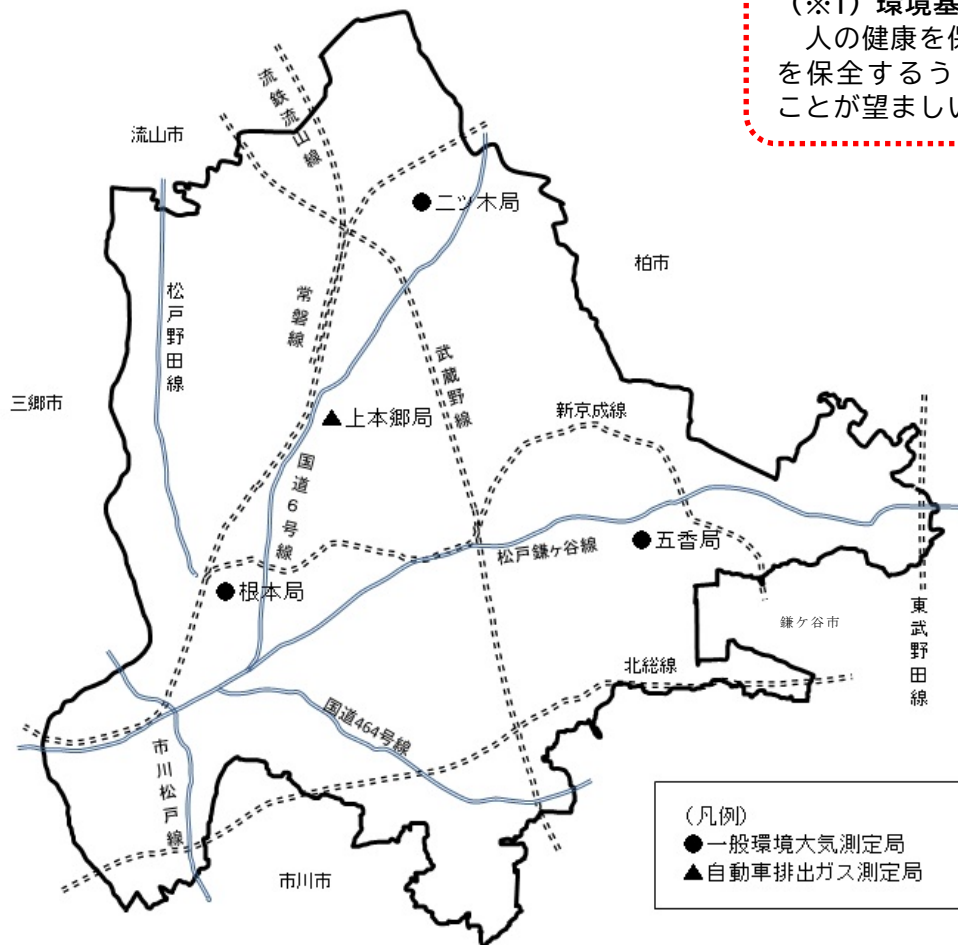 (※1) 環境基
人の健康を保
を保全するう
ことが望まし
流鉄流山線
流山市
二ツ木局
柏市
松戸野田線
常磐線
武蔵野線
三郷市
新京成線
上本郷局
国道6号線
松戸鎌ヶ谷線
五香局
根本局
鎌ケ谷市
東武野田線
北総線
国道464号線
市川松戸線
市川市
(凡例)
●一般環境大気測定局
▲自動車排出ガス測定局